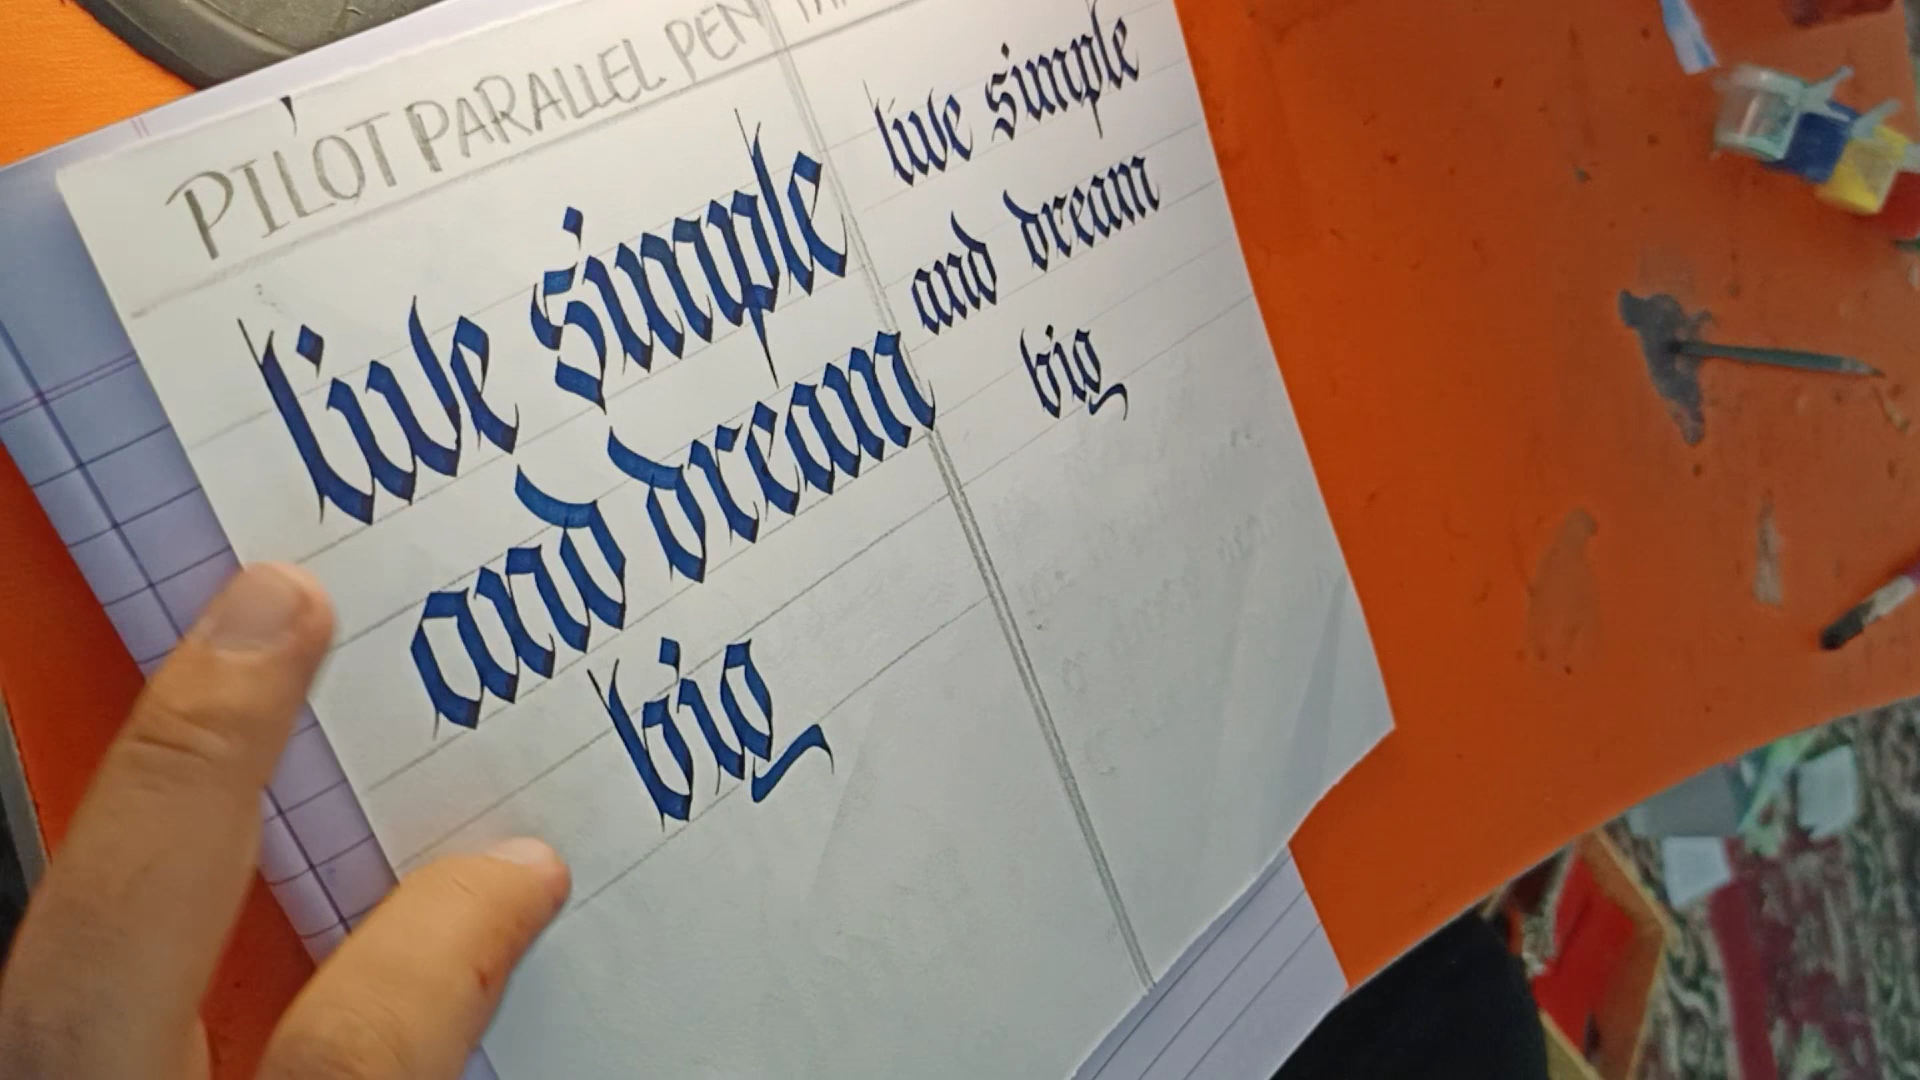 PILOT PARALLEL PEN
live simple
and dream
big
live simple
and dream
big